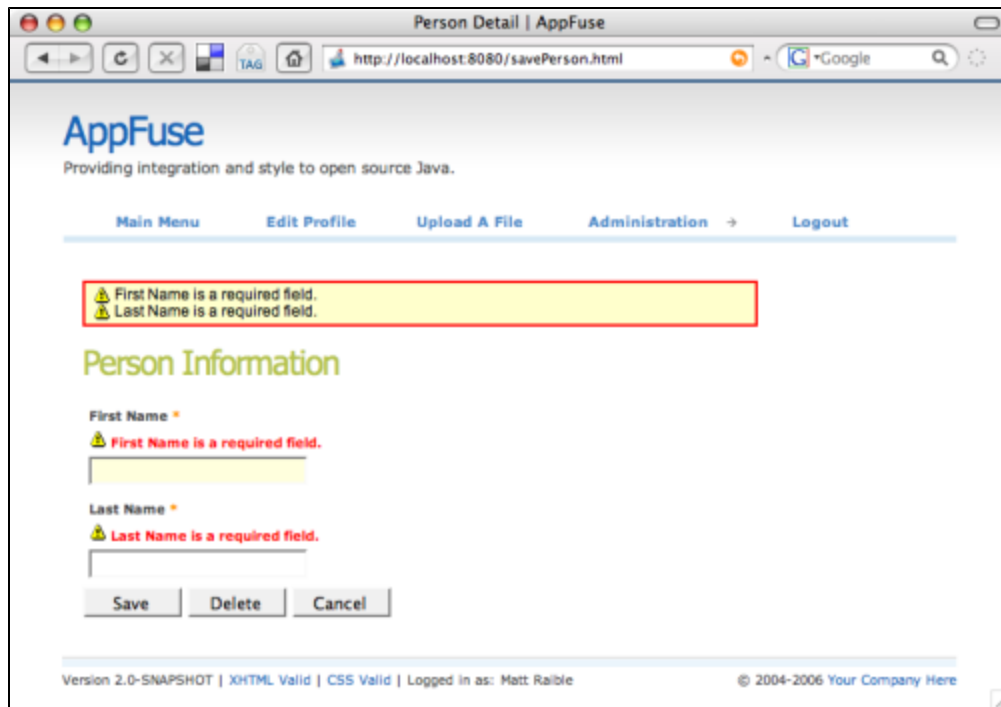 Person Detail | AppFuse
TAG http://localhost:8080/savePerson.html G Google
AppFuse
Providing integration and style to open source Java.
Main Menu Edit Profile Upload A File Administration → Logout
First Name is a required field.
Last Name is a required field.
Person Information
First Name *
First Name is a required field.
Last Name *
Last Name is a required field.
Save Delete Cancel
Version 2.0-SNAPSHOT | XHTML Valid | CSS Valid | Logged in as: Matt Raible © 2004-2006 Your Company Here